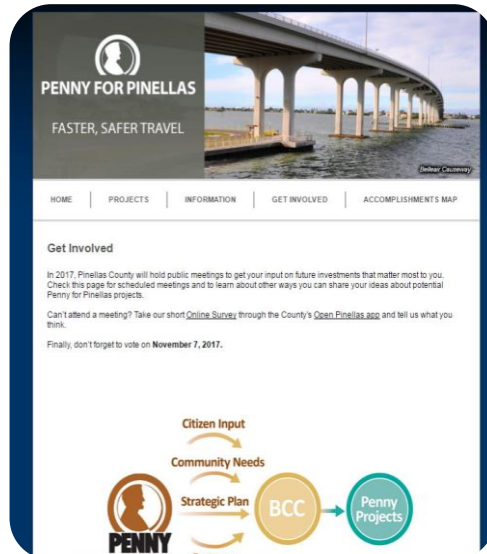 PENNY FOR PINELLAS
FASTER, SAFER TRAVEL
Belleair Causeway
HOME
PROJECTS
INFORMATION
GET INVOLVED
ACCOMPLISHMENTS MAP
Get Involved
In 2017, Pinellas County will hold public meetings to get your input on future investments that matter most to you.
Check this page for scheduled meetings and to learn about other ways you can share your ideas about potential
Penny for Pinellas projects.
Can't attend a meeting? Take our short Online Survey through the County's Open Pinellas app and tell us what you
think.
Finally, don't forget to vote on November 7, 2017.
Citizen Input
Community Needs
Strategic Plan
PENNY
BCC
Penny
Projects